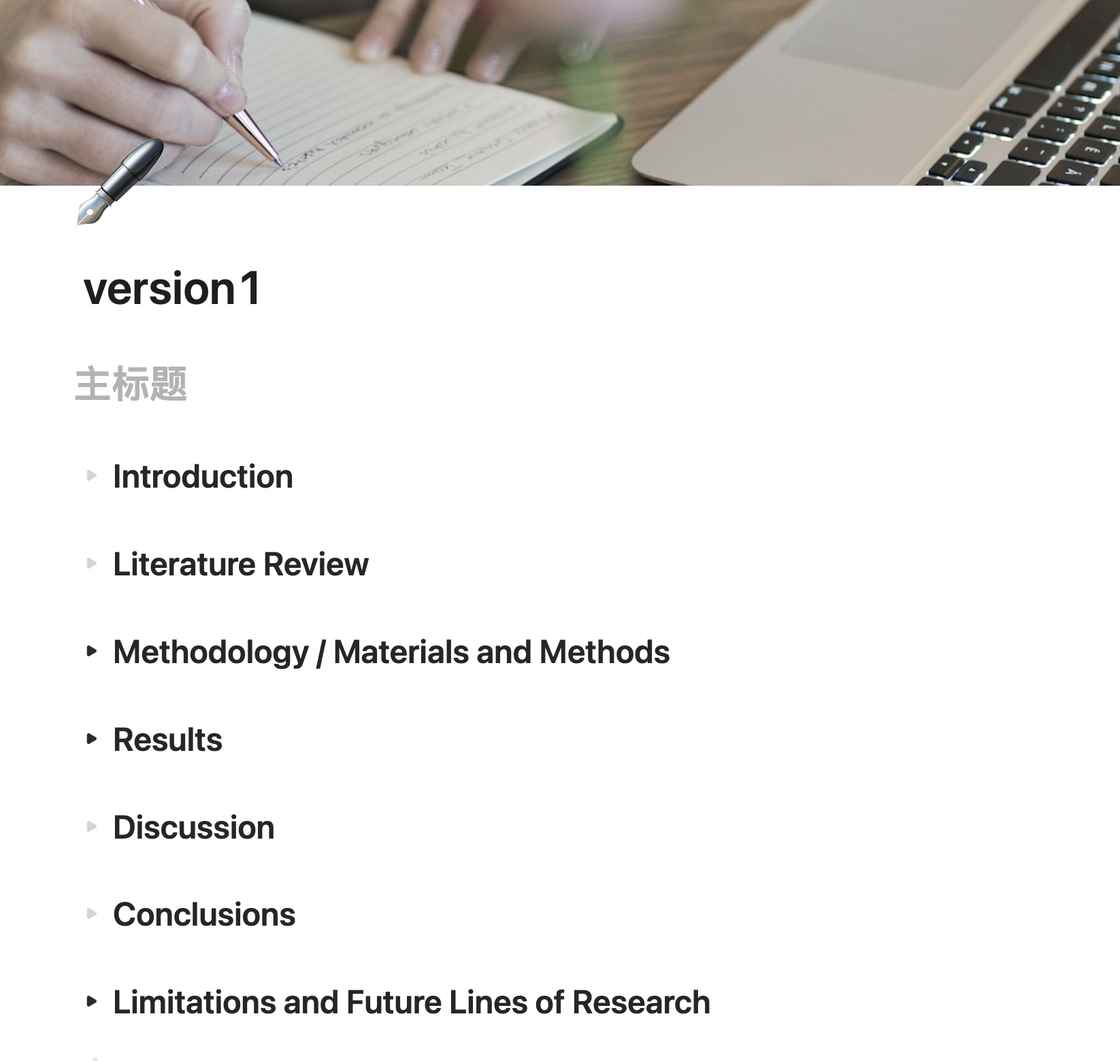 version1
主标题
Introduction
Literature Review
Methodology / Materials and Methods
Results
Discussion
Conclusions
Limitations and Future Lines of Research